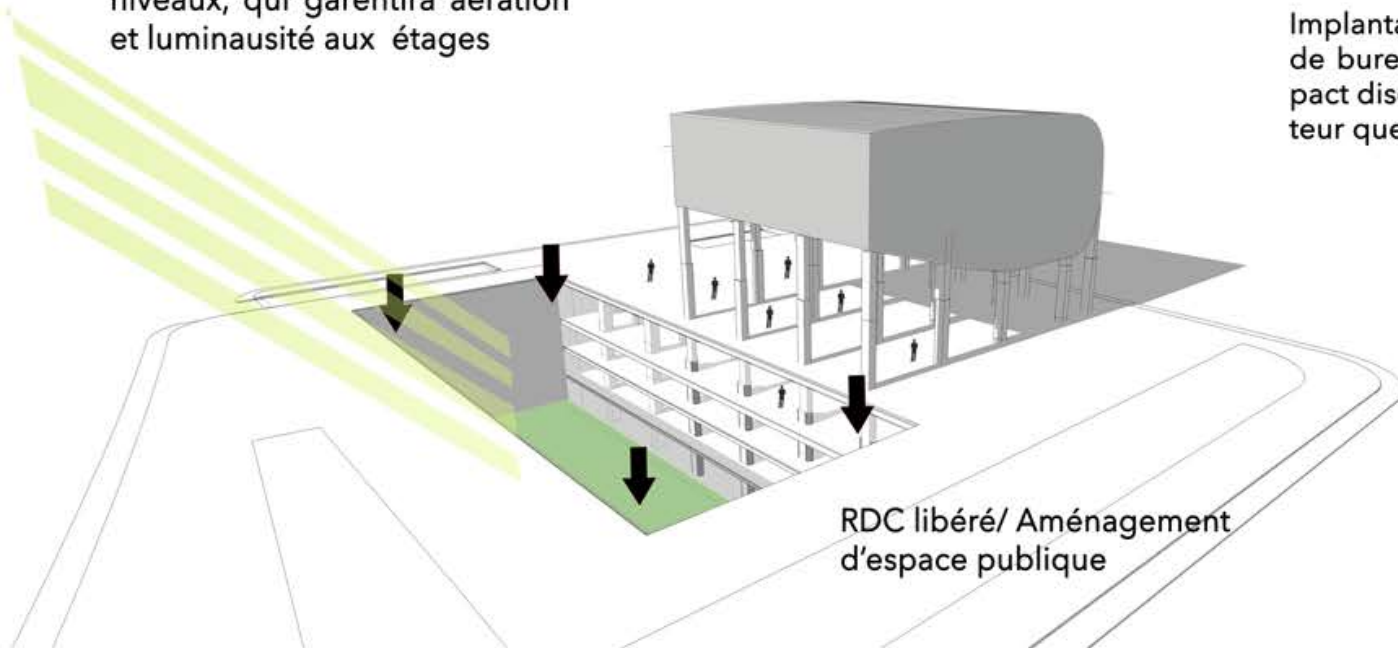 niveaux, qui garentira aération
et luminausité aux étages
Implanta
de bure
pact disc
teur que
RDC libéré/ Aménagement
d'espace publique